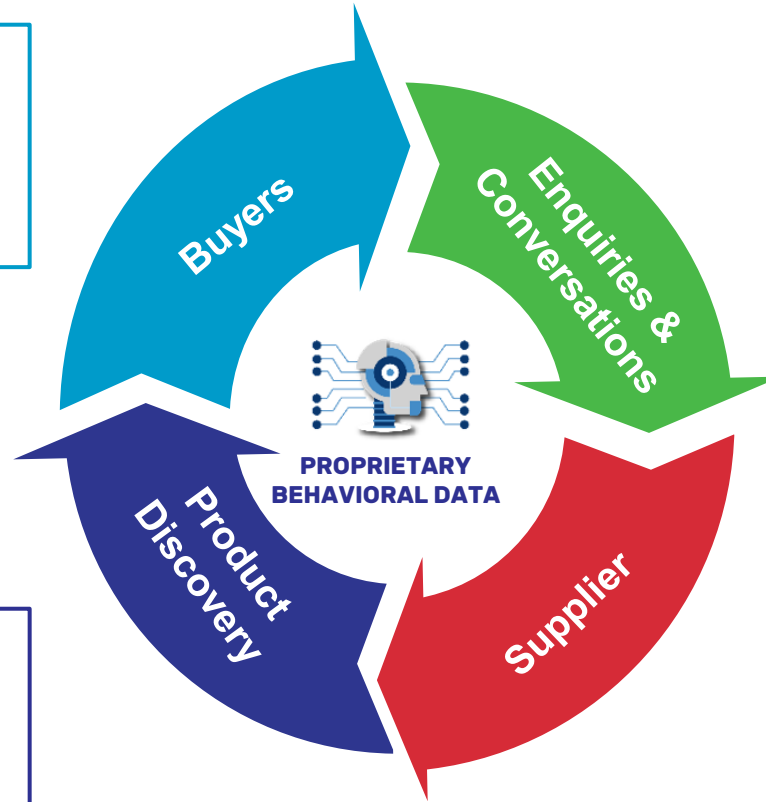 Buyers
Enquiries &
Conversations
Supplier
Product
Discovery
PROPRIETARY
BEHAVIORAL DATA